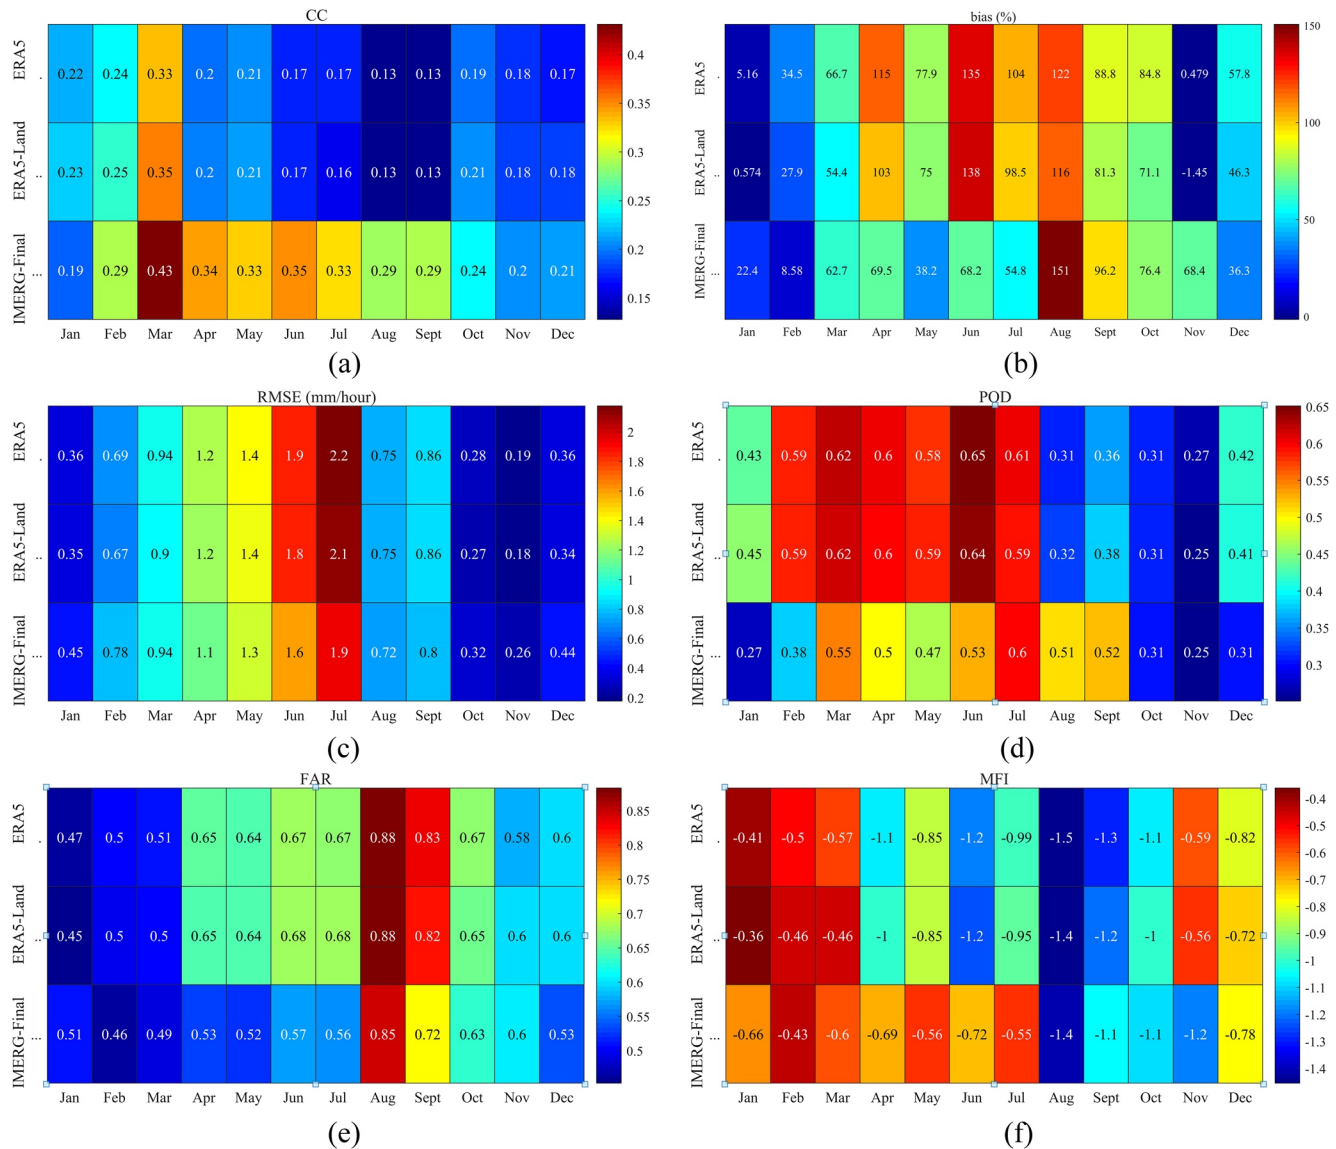 CC
ERA5 . 0.22 0.24 0.33 0.2 0.21 0.17 0.17 0.13 0.13 0.19 0.18 0.17
ERA5-Land .. 0.23 0.25 0.35 0.2 0.21 0.17 0.16 0.13 0.13 0.21 0.18 0.18
IMERG-Final ... 0.19 0.29 0.43 0.34 0.33 0.35 0.33 0.29 0.29 0.24 0.2 0.21
Jan Feb Mar Apr May Jun Jul Aug Sept Oct Nov Dec
0.4
0.35
0.3
0.25
0.2
0.15
(a)
bias (%)
ERA5 . 5.16 34.5 66.7 115 77.9 135 104 122 88.8 84.8 0.479 57.8
ERA5-Land .. 0.574 27.9 54.4 103 75 138 98.5 116 81.3 71.1 -1.45 46.3
IMERG-Final ... 22.4 8.58 62.7 69.5 38.2 68.2 54.8 151 96.2 76.4 68.4 36.3
Jan Feb Mar Apr May Jun Jul Aug Sept Oct Nov Dec
150
100
50
0
(b)
RMSE (mm/hour)
ERA5 . 0.36 0.69 0.94 1.2 1.4 1.9 2.2 0.75 0.86 0.28 0.19 0.36
ERA5-Land .. 0.35 0.67 0.9 1.2 1.4 1.8 2.1 0.75 0.86 0.27 0.18 0.34
IMERG-Final ... 0.45 0.78 0.94 1.1 1.3 1.6 1.9 0.72 0.8 0.32 0.26 0.44
Jan Feb Mar Apr May Jun Jul Aug Sept Oct Nov Dec
2
1.8
1.6
1.4
1.2
1
0.8
0.6
0.4
0.2
(c)
POD
ERA5 . 0.43 0.59 0.62 0.6 0.58 0.65 0.61 0.31 0.36 0.31 0.27 0.42
ERA5-Land .. 0.45 0.59 0.62 0.6 0.59 0.64 0.59 0.32 0.38 0.31 0.25 0.41
IMERG-Final ... 0.27 0.38 0.55 0.5 0.47 0.53 0.6 0.51 0.52 0.31 0.25 0.31
Jan Feb Mar Apr May Jun Jul Aug Sept Oct Nov Dec
0.65
0.6
0.55
0.5
0.45
0.4
0.35
0.3
(d)
FAR
ERA5 . 0.47 0.5 0.51 0.65 0.64 0.67 0.67 0.88 0.83 0.67 0.58 0.6
ERA5-Land .. 0.45 0.5 0.5 0.65 0.64 0.68 0.68 0.88 0.82 0.65 0.6 0.6
IMERG-Final ... 0.51 0.46 0.49 0.53 0.52 0.57 0.56 0.85 0.72 0.63 0.6 0.53
Jan Feb Mar Apr May Jun Jul Aug Sept Oct Nov Dec
0.85
0.8
0.75
0.7
0.65
0.6
0.55
0.5
(e)
MFI
ERA5 . -0.41 -0.5 -0.57 -1.1 -0.85 -1.2 -0.99 -1.5 -1.3 -1.1 -0.59 -0.82
ERA5-Land .. -0.36 -0.46 -0.46 -1 -0.85 -1.2 -0.95 -1.4 -1.2 -1 -0.56 -0.72
IMERG-Final ... -0.66 -0.43 -0.6 -0.69 -0.56 -0.72 -0.55 -1.4 -1.1 -1.1 -1.2 -0.78
Jan Feb Mar Apr May Jun Jul Aug Sept Oct Nov Dec
-0.4
-0.5
-0.6
-0.7
-0.8
-0.9
-1
-1.1
-1.2
-1.3
-1.4
(f)